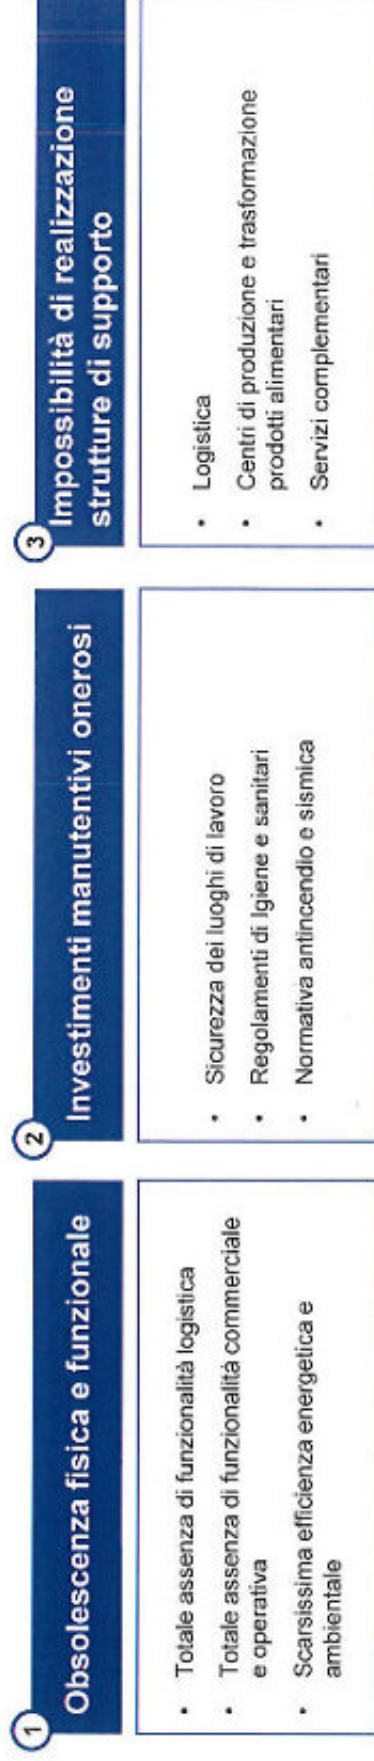 1
Obsolescenza fisica e funzionale
• Totale assenza di funzionalità logistica
• Totale assenza di funzionalità commerciale
e operativa
• Scarsissima efficienza energetica e
ambientale
2
Investimenti manutentivi onerosi
• Sicurezza dei luoghi di lavoro
• Regolamenti di Igiene e sanitari
• Normativa antincendio e sismica
3
Impossibilità di realizzazione
strutture di supporto
• Logistica
• Centri di produzione e trasformazione
prodotti alimentari
• Servizi complementari